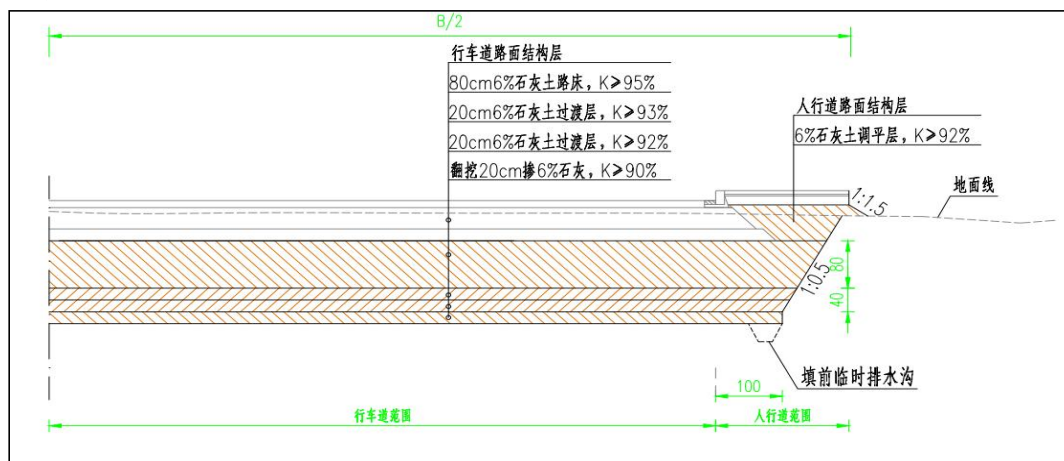 B/2
行车道路面结构层
80cm6%石灰土路床，K≥95%
20cm6%石灰土过渡层，K≥93%
20cm6%石灰土过渡层，K≥92%
翻挖20cm掺6%石灰，K≥90%
人行道路面结构层
6%石灰土调平层，K≥92%
地面线
1:1.5
80
1:0.5
40
填前临时排水沟
100
行车道范围
人行道范围